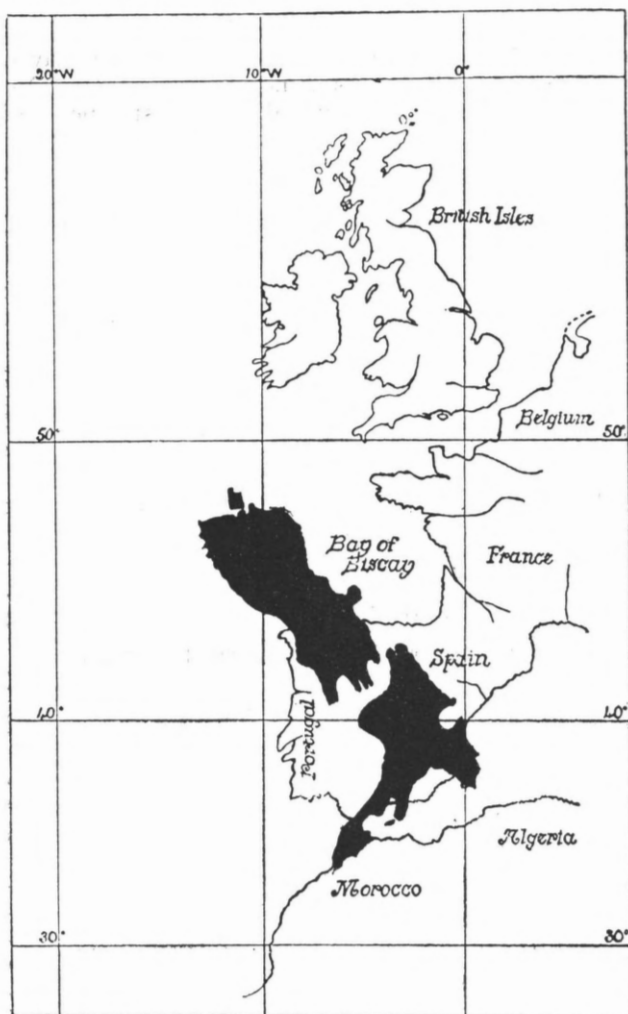 20°W 10°W 0°
British Isles
Belgium
50° 50°
Bay of
Biscay
France
Spain
40° 40°
Portugal
Algeria
Morocco
30° 30°